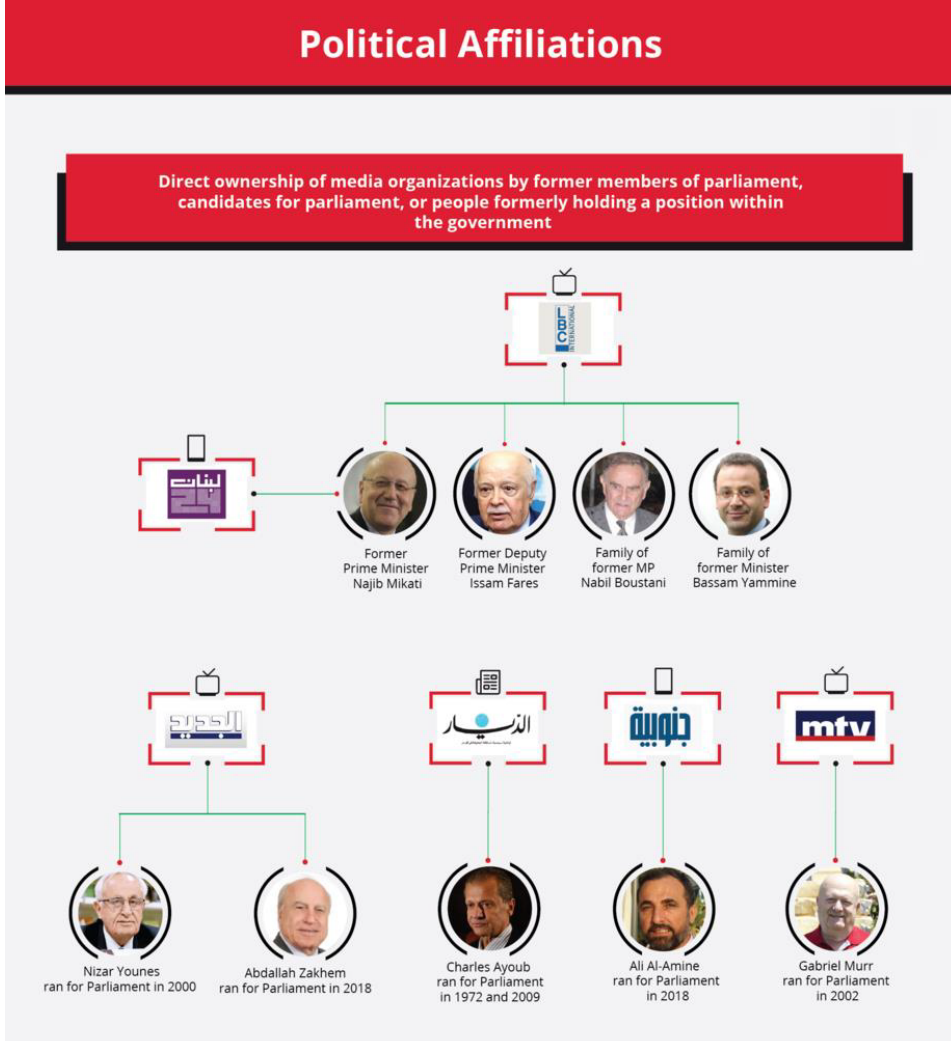 Political Affiliations
Direct ownership of media organizations by former members of parliament,
candidates for parliament, or people formerly holding a position within
the government
LBCI
INTERNATIONAL
لبنان
24
Former
Prime Minister
Najib Mikati
Former Deputy
Prime Minister
Issam Fares
Family of
former MP
Nabil Boustani
Family of
former Minister
Bassam Yammine
الجديد
الديار
جنوبية
mtv
Nizar Younes
ran for Parliament in 2000
Abdallah Zakhem
ran for Parliament in 2018
Charles Ayoub
ran for Parliament
in 1972 and 2009
Ali Al-Amine
ran for Parliament
in 2018
Gabriel Murr
ran for Parliament
in 2002